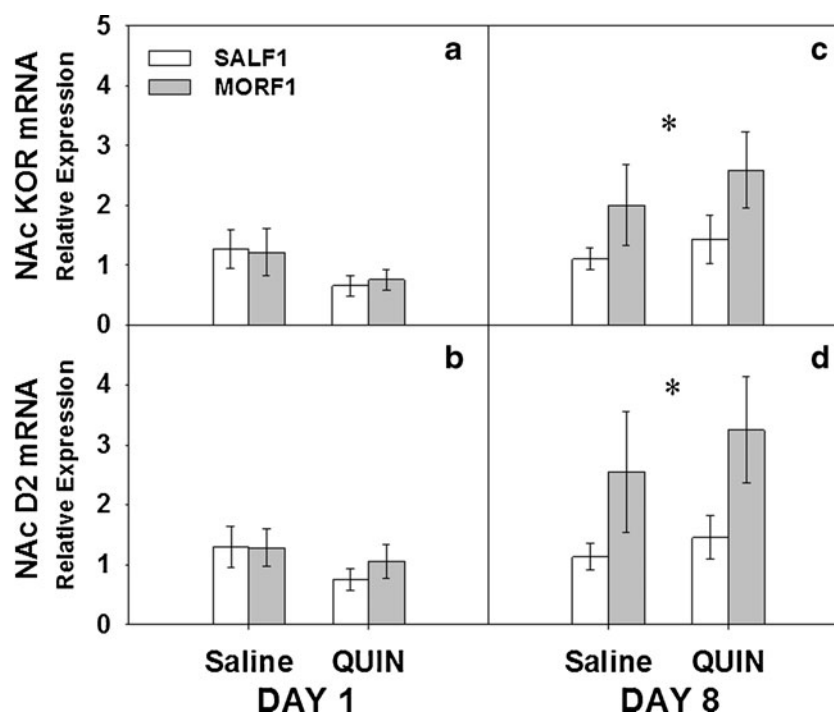 NAc KOR mRNA
Relative Expression
5
4
3
2
1
0
SALF1
MORF1
a
c
*
NAc D2 mRNA
Relative Expression
4
3
2
1
0
b
d
*
Saline QUIN Saline QUIN
DAY 1 DAY 8